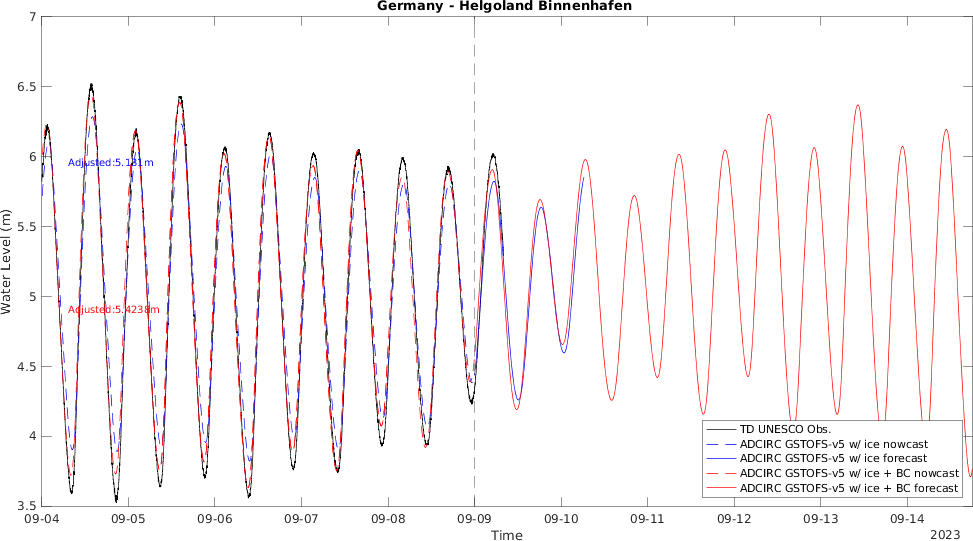 Germany - Helgoland Binnenhafen
7
6.5
6
5.5
5
4.5
4
3.5
Water Level (m)
Adjusted:5.131m
Adjusted:5.4238m
TD UNESCO Obs.
ADCIRC GSTOFS-v5 w/ ice nowcast
ADCIRC GSTOFS-v5 w/ ice forecast
ADCIRC GSTOFS-v5 w/ ice + BC nowcast
ADCIRC GSTOFS-v5 w/ ice + BC forecast
09-04 09-05 09-06 09-07 09-08 09-09 09-10 09-11 09-12 09-13 09-14
Time
2023